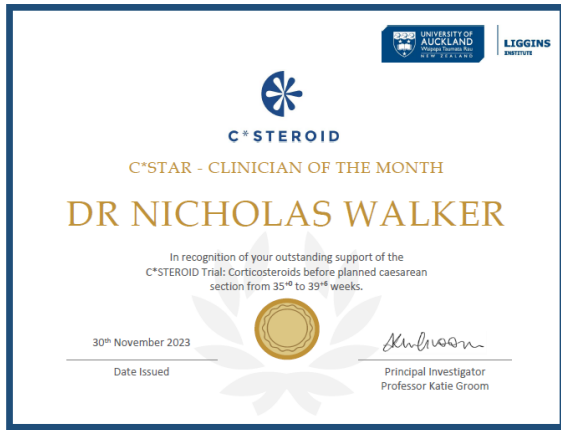 UNIVERSITY OF
AUCKLAND
Waipapa Taumata Rau
NEW ZEALAND
LIGGINS
INSTITUTE
C*STEROID
C*STAR - CLINICIAN OF THE MONTH
DR NICHOLAS WALKER
In recognition of your outstanding support of the
C*STEROID Trial: Corticosteroids before planned caesarean
section from 35⁺⁰ to 39⁺⁶ weeks.
30ᵗʰ November 2023
Date Issued
Principal Investigator
Professor Katie Groom